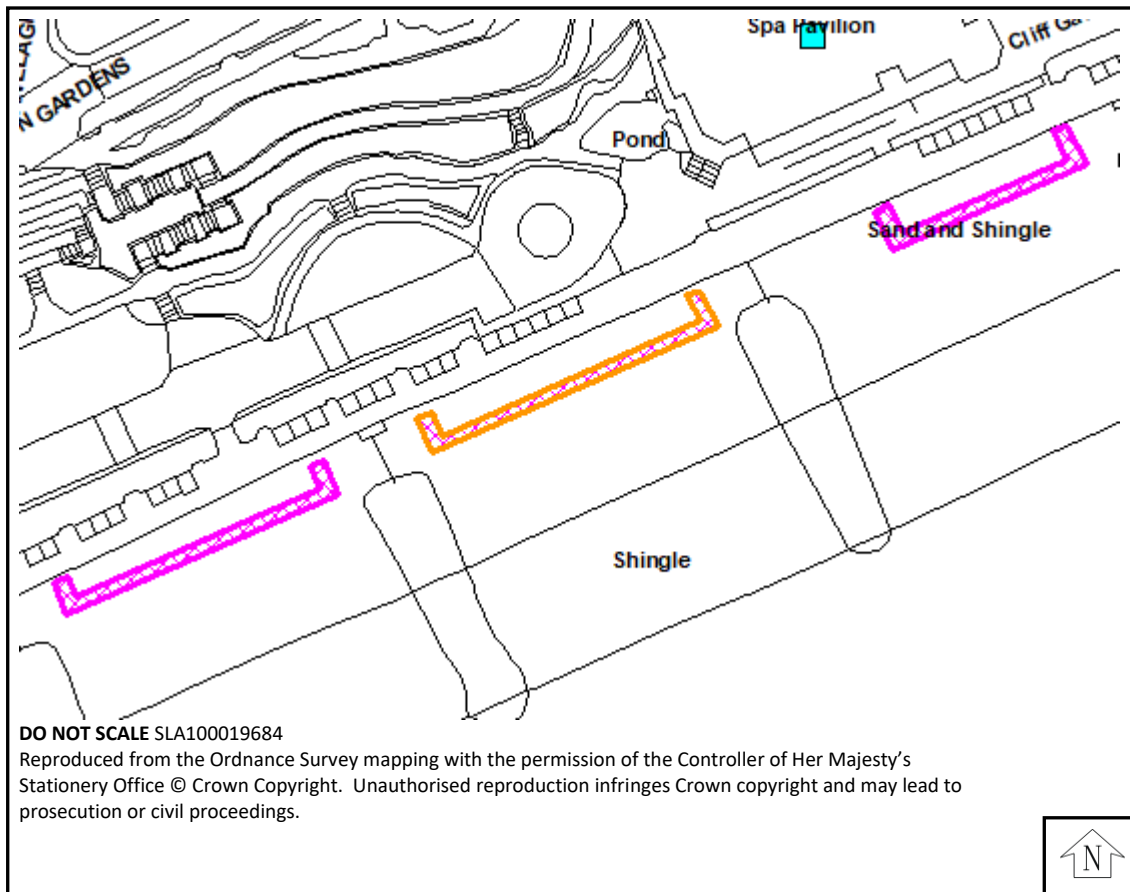 Spa Pavilion
Cliff Ga
N GARDENS
Pond
Sand and Shingle
Shingle
DO NOT SCALE SLA100019684
Reproduced from the Ordnance Survey mapping with the permission of the Controller of Her Majesty’s
Stationery Office © Crown Copyright. Unauthorised reproduction infringes Crown copyright and may lead to
prosecution or civil proceedings.
N